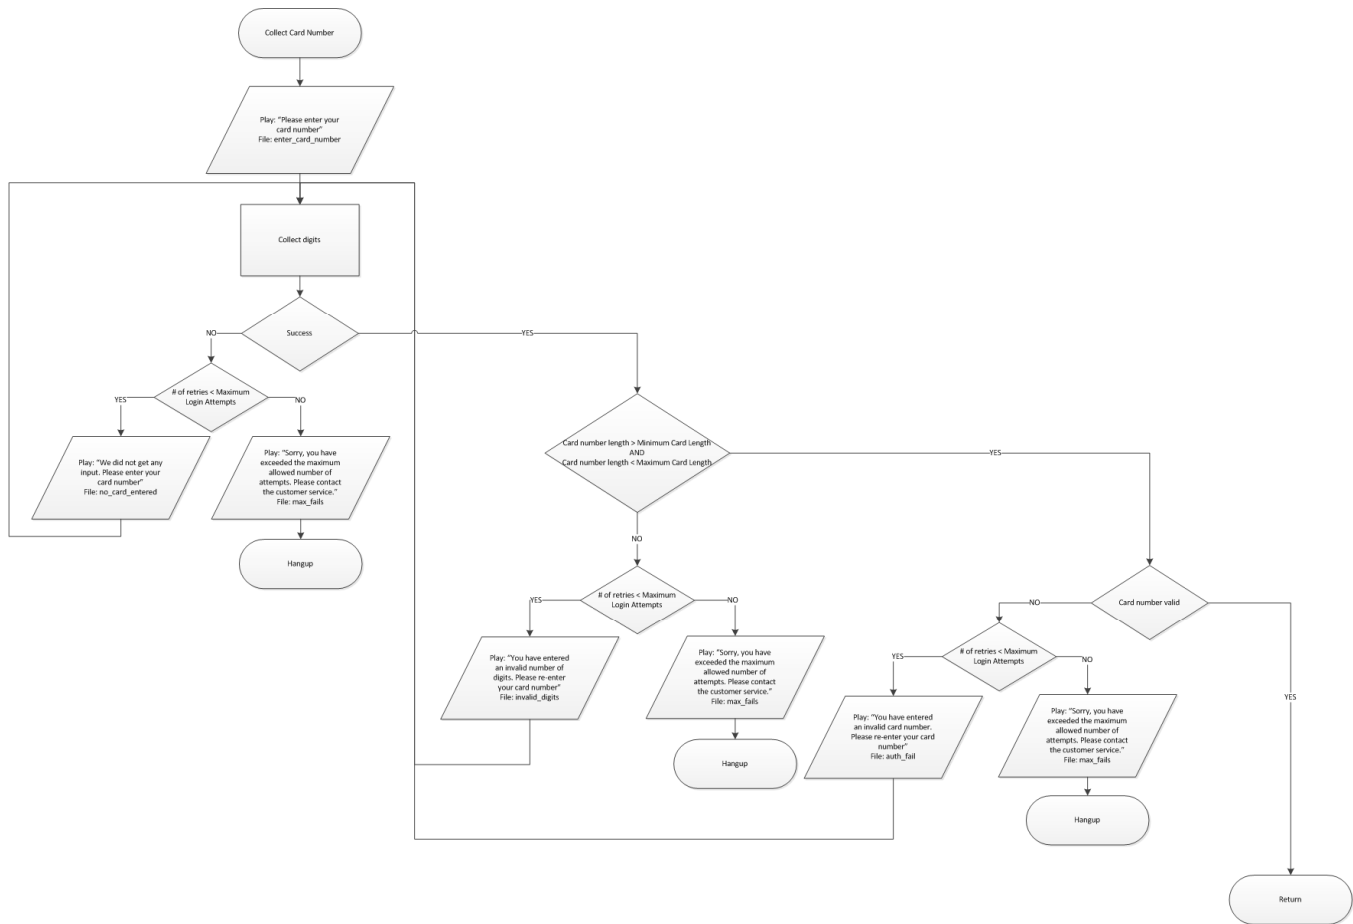 Collect Card Number
Play: "Please enter your
card number"
File: enter_card_number
Collect digits
Success
NO
YES
# of retries < Maximum
Login Attempts
YES
NO
Play: "We did not get any
input. Please enter your
card number"
File: no_card_entered
Play: "Sorry, you have
exceeded the maximum
allowed number of
attempts. Please contact
the customer service."
File: max_fails
Hangup
Card number length > Minimum Card Length
AND
Card number length < Maximum Card Length
YES
NO
# of retries < Maximum
Login Attempts
YES
NO
Play: "You have entered
an invalid number of
digits. Please re-enter
your card number"
File: invalid_digits
Play: "Sorry, you have
exceeded the maximum
allowed number of
attempts. Please contact
the customer service."
File: max_fails
Hangup
Card number valid
NO
YES
# of retries < Maximum
Login Attempts
YES
NO
Play: "You have entered
an invalid card number.
Please re-enter your card
number"
File: auth_fail
Play: "Sorry, you have
exceeded the maximum
allowed number of
attempts. Please contact
the customer service."
File: max_fails
Hangup
Return